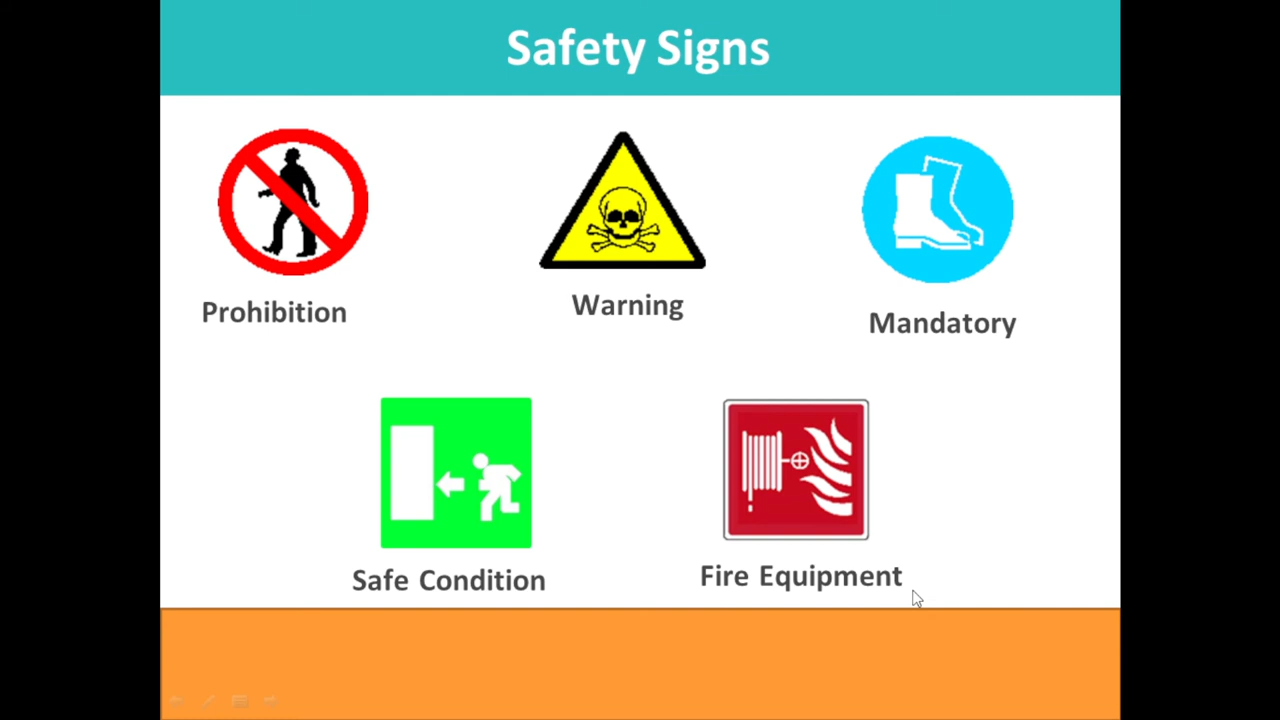 Safety Signs
Prohibition
Warning
Mandatory
Safe Condition
Fire Equipment